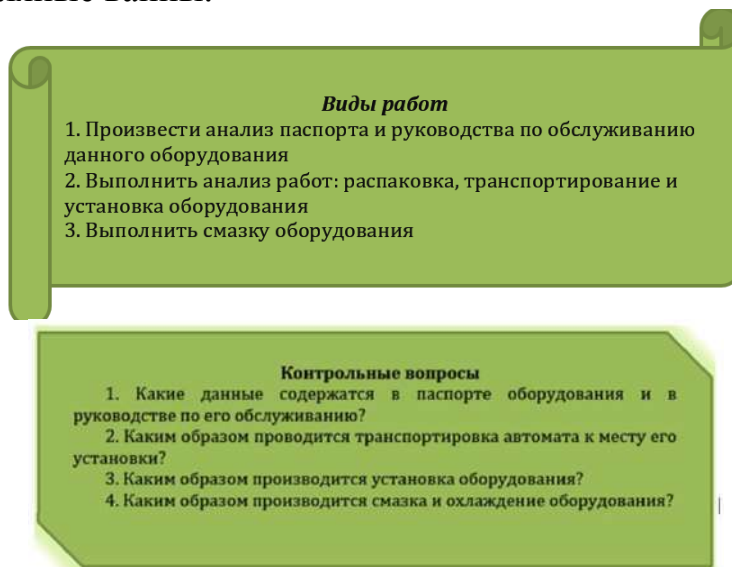 Виды работ
1. Произвести анализ паспорта и руководства по обслуживанию
данного оборудования
2. Выполнить анализ работ: распаковка, транспортирование и
установка оборудования
3. Выполнить смазку оборудования
Контрольные вопросы
1. Какие данные содержатся в паспорте оборудования и в
руководстве по его обслуживанию?
2. Каким образом проводится транспортировка автомата к месту его
установки?
3. Каким образом производится установка оборудования?
4. Каким образом производится смазка и охлаждение оборудования?